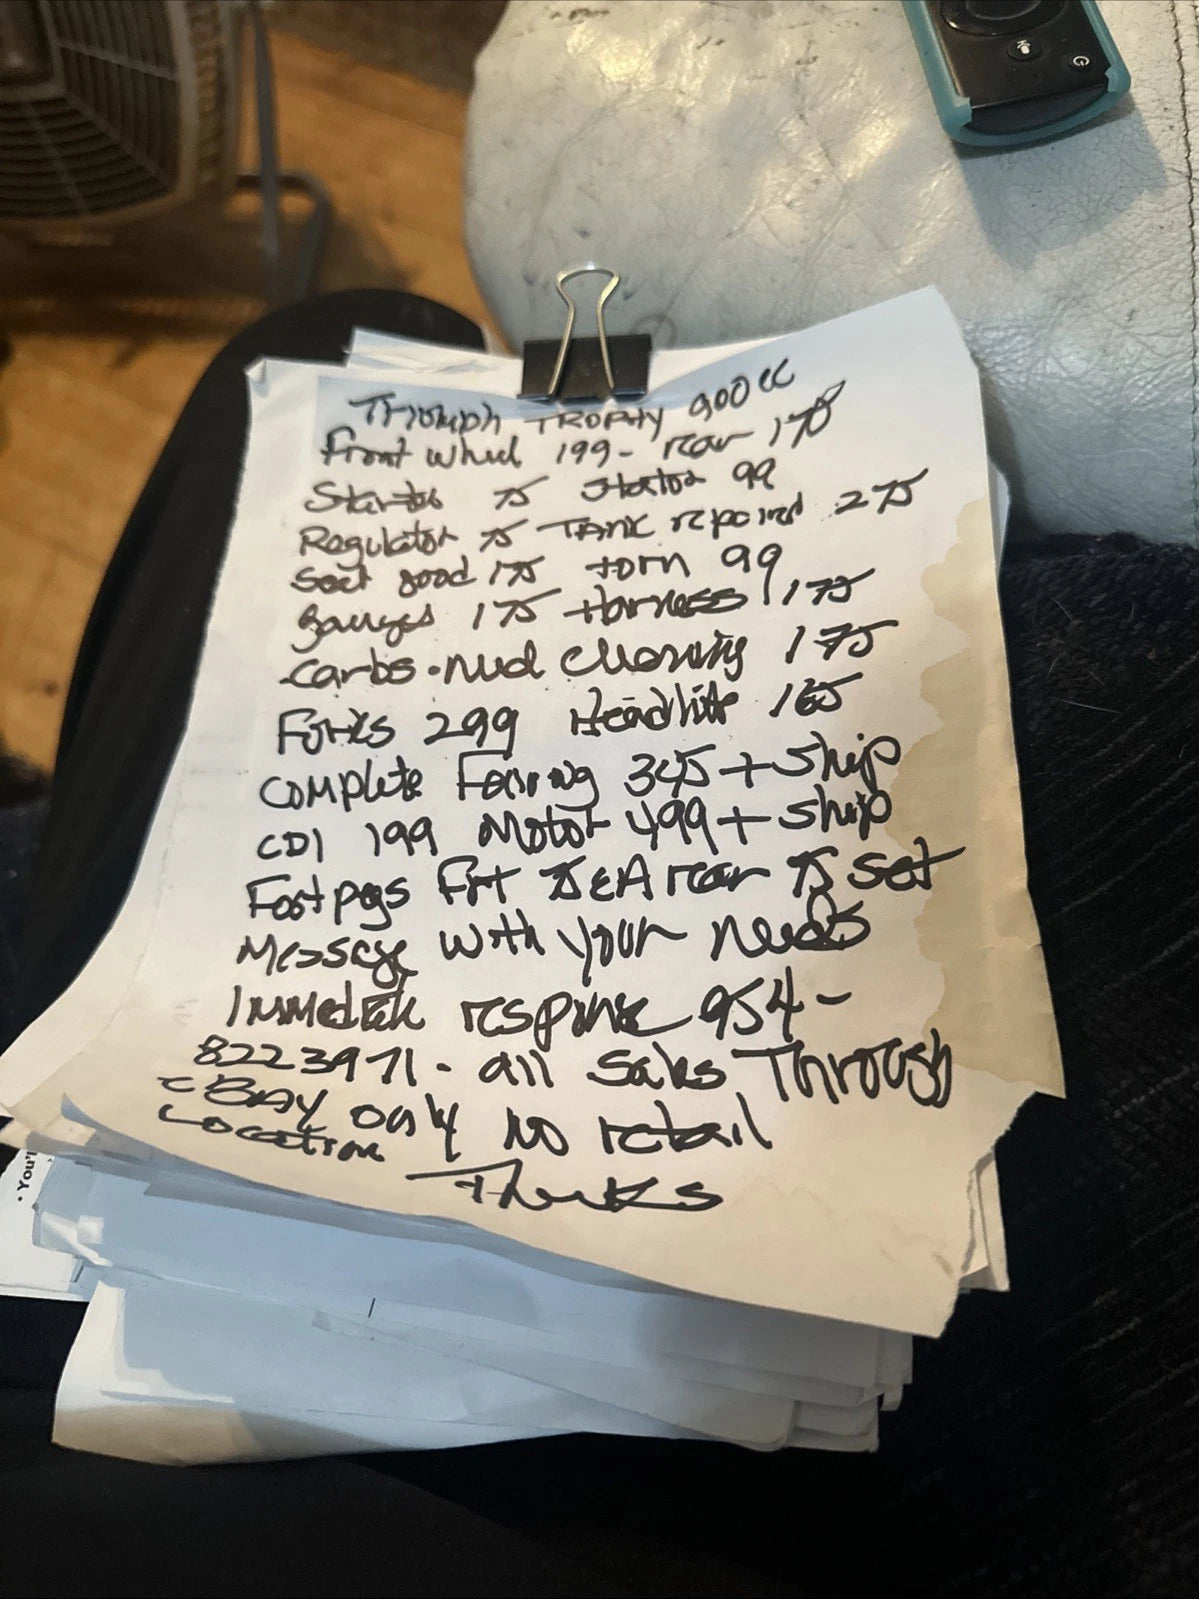 Triumph TROPHY 900cc
Front wheel 199- rear 175
Starter 75 Stator 99
Regulator 75 TANK repaired 275
Seat good 175 torn 99
gauges 175 Harness 175
carbs. need cleaning 175
Forks 299 Headlite 165
complete Fairing 345 + Ship
CDI 199 Motor 499 + ship
Footpegs Frt 75 EA rear 75 set
Message with your needs
Immediate response 954-
8223971- all sales Through
eBay only No retail
Location
Thanks
G
• You'll